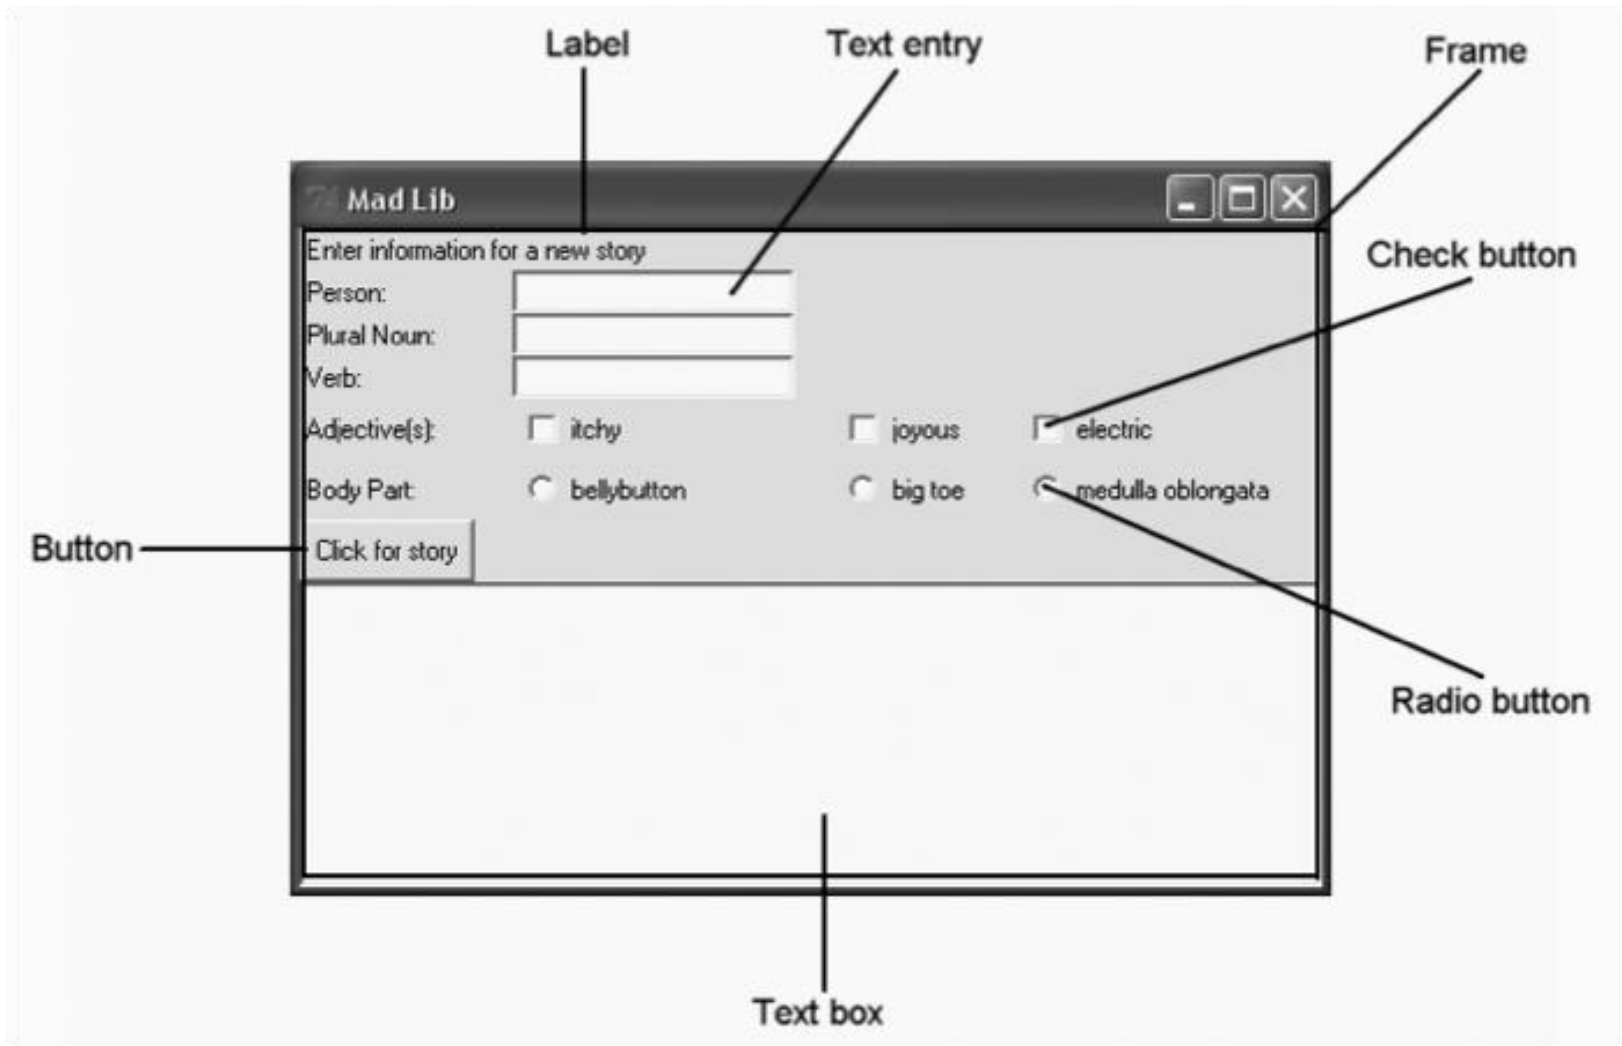 Label
Text entry
Frame
Mad Lib
Enter information for a new story
Check button
Person:
Plural Noun:
Verb:
Adjective(s):
itchy
joyous
electric
Body Part:
bellybutton
big toe
medulla oblongata
Button
Click for story
Radio button
Text box